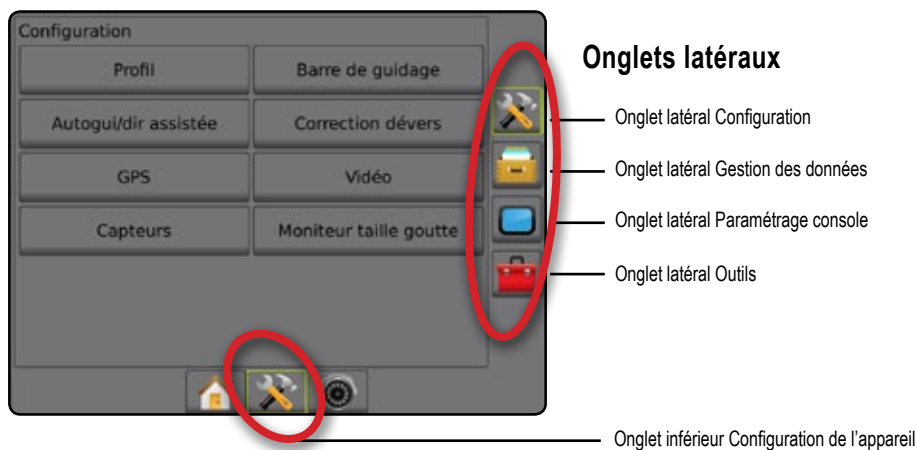 Configuration
Profil
Barre de guidage
Autogui/dir assistée
Correction dévers
GPS
Vidéo
Capteurs
Moniteur taille goutte
Onglets latéraux
Onglet latéral Configuration
Onglet latéral Gestion des données
Onglet latéral Paramétrage console
Onglet latéral Outils
Onglet inférieur Configuration de l'appareil